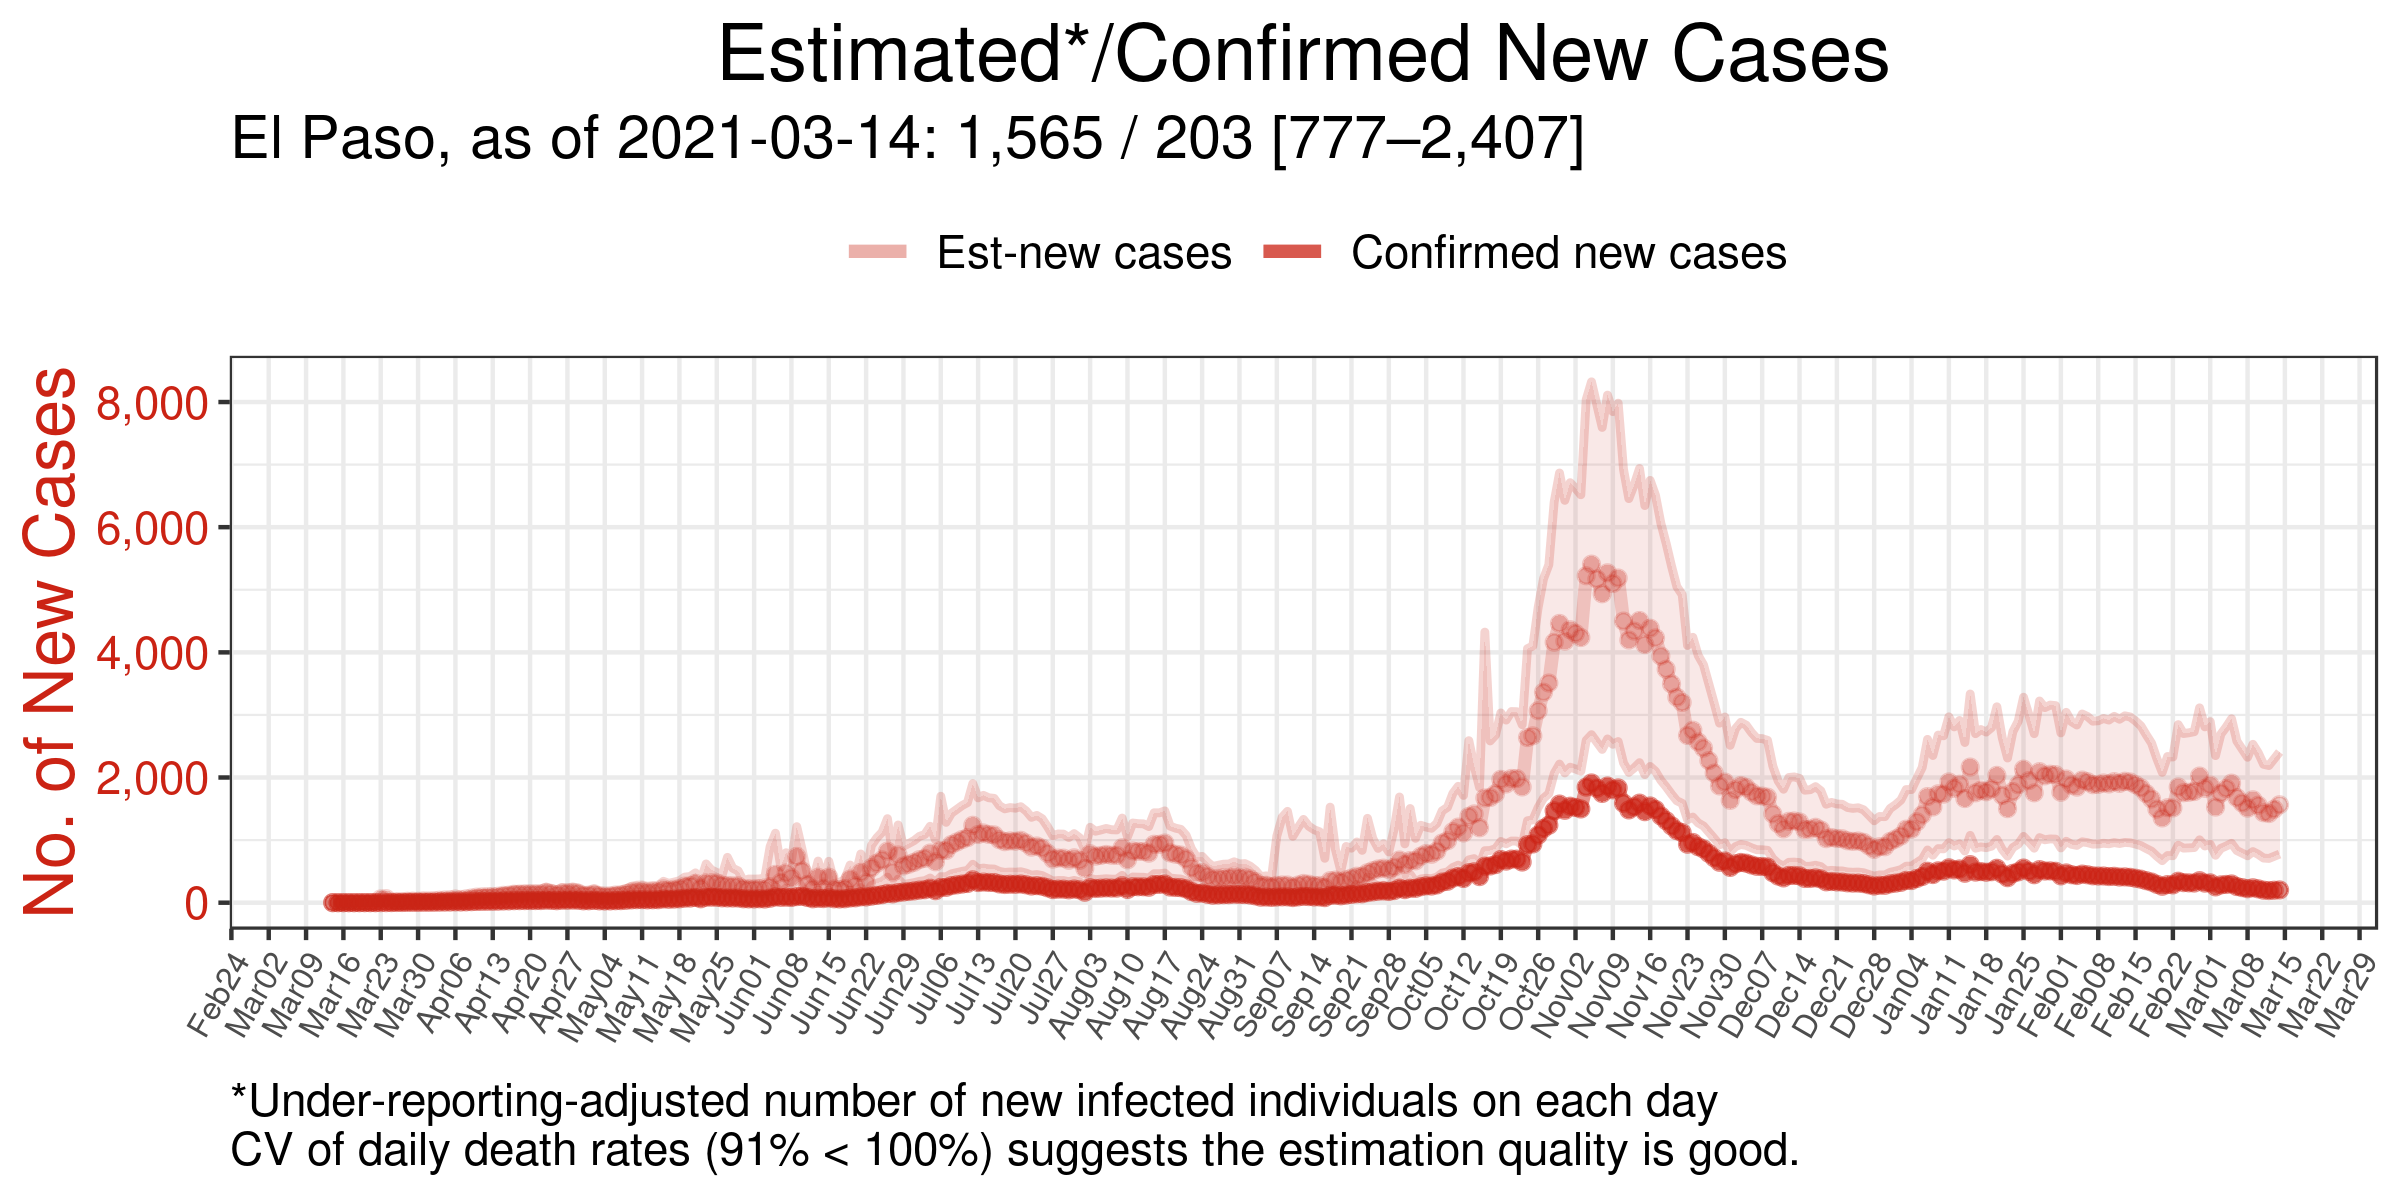 Estimated*/Confirmed New Cases
El Paso, as of 2021-03-14: 1,565 / 203 [777–2,407]
Est-new cases
Confirmed new cases
No. of New Cases
8,000
6,000
4,000
2,000
0
Feb24
Mar02
Mar09
Mar16
Mar23
Mar30
Apr06
Apr13
Apr20
Apr27
May04
May11
May18
May25
Jun01
Jun08
Jun15
Jun22
Jun29
Jul06
Jul13
Jul20
Jul27
Aug03
Aug10
Aug17
Aug24
Aug31
Sep07
Sep14
Sep21
Sep28
Oct05
Oct12
Oct19
Oct26
Nov02
Nov09
Nov16
Nov23
Nov30
Dec07
Dec14
Dec21
Dec28
Jan04
Jan11
Jan18
Jan25
Feb01
Feb08
Feb15
Feb22
Mar01
Mar08
Mar15
Mar22
Mar29
*Under-reporting-adjusted number of new infected individuals on each day
CV of daily death rates (91% < 100%) suggests the estimation quality is good.